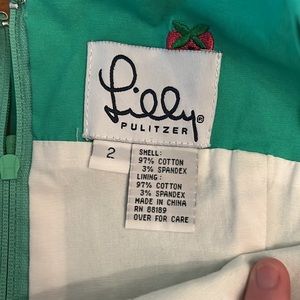 Lilly®
PULITZER
2
SHELL:
97% COTTON
3% SPANDEX
LINING:
97% COTTON
3% SPANDEX
MADE IN CHINA
RN 88189
OVER FOR CARE